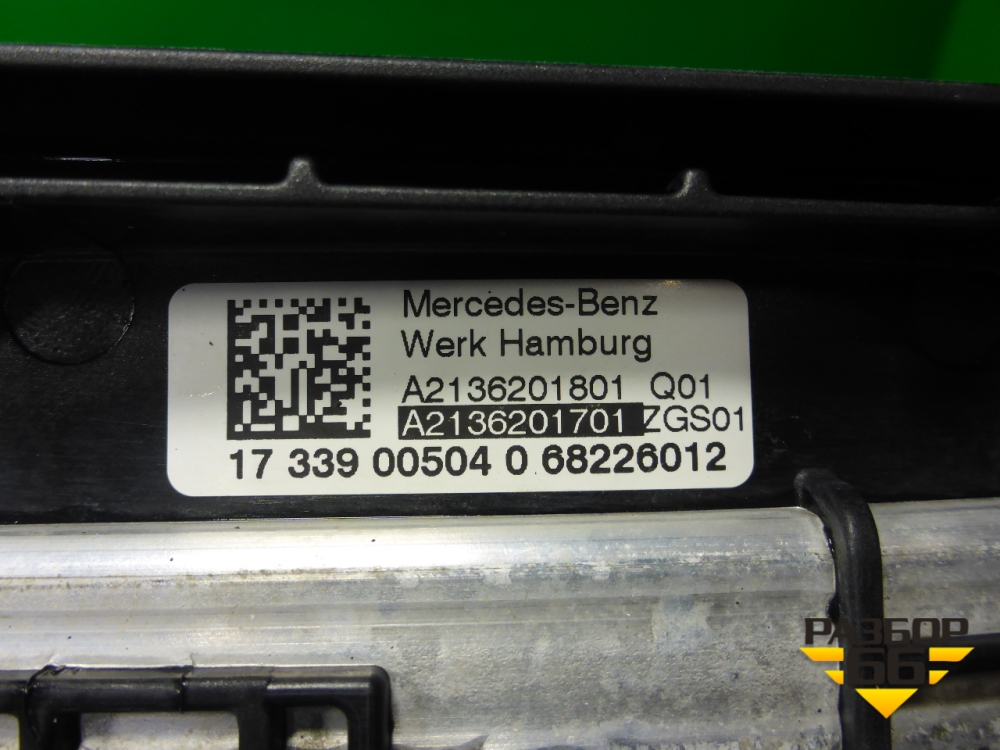 Mercedes-Benz
Werk Hamburg
A2136201801 Q01
A2136201701 ZGS01
17 339 00504 0 68226012
РАЗБОР
66